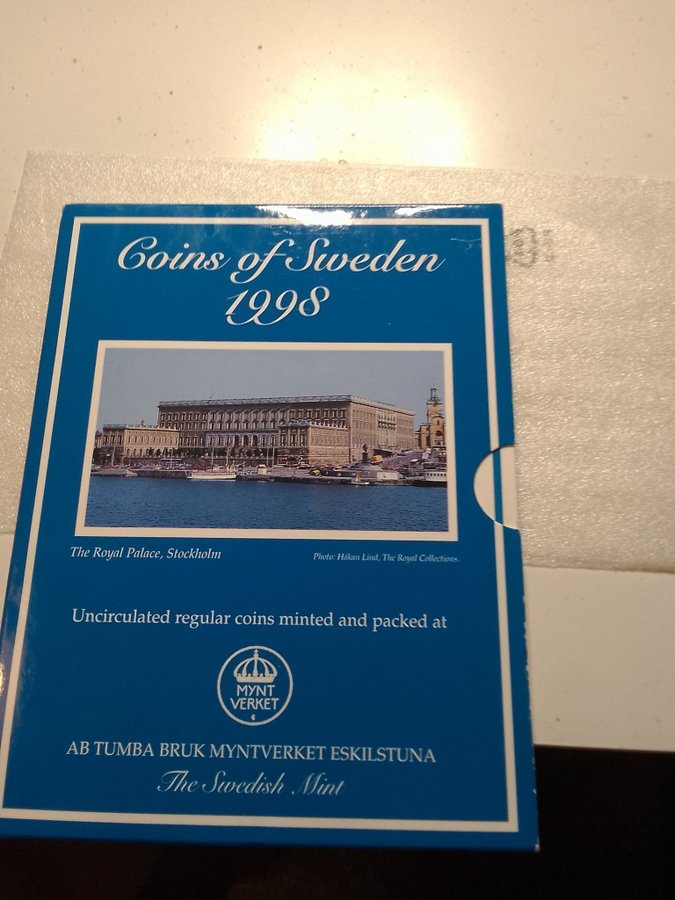 Coins of Sweden
1998
The Royal Palace, Stockholm
Photo: Håkan Lind, The Royal Collections.
Uncirculated regular coins minted and packed at
MYNT
VERKET
AB TUMBA BRUK MYNTVERKET ESKILSTUNA
The Swedish Mint